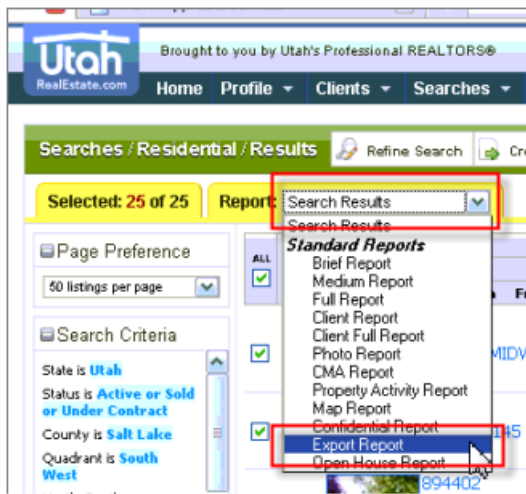 Utah
RealEstate.com
Brought to you by Utah's Professional REALTORS®
Home Profile Clients Searches
Searches / Residential / Results Refine Search Cr
Selected: 25 of 25 Report: Search Results
Search Results
Standard Reports
Brief Report
Medium Report
Full Report
Client Report
Client Full Report
Photo Report
CMA Report
Property Activity Report
Map Report
Confidential Report
Export Report
Open House Report
Page Preference
50 listings per page
Search Criteria
State is Utah
Status is Active or Sold
or Under Contract
County is Salt Lake
Quadrant is South
West
ALL
MIDV
145
894402